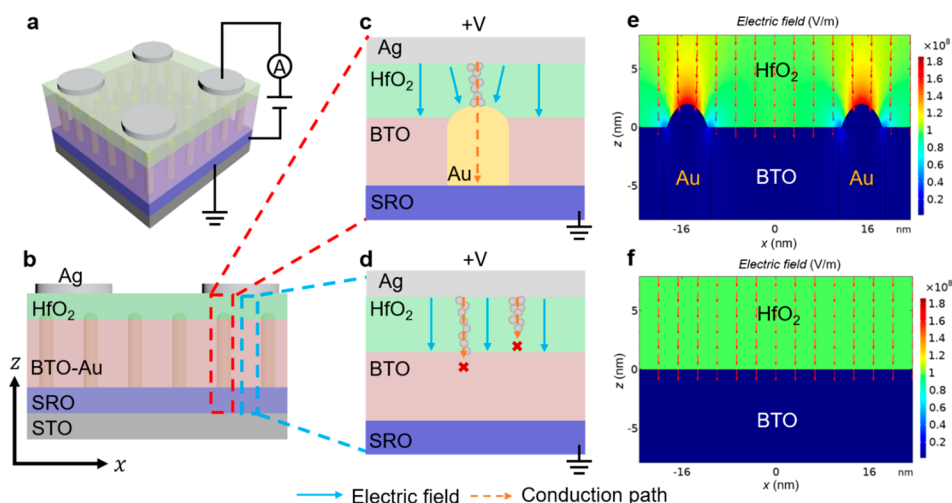 a
A
b
Ag
HfO₂
BTO-Au
SRO
STO
z
x
c
+V
Ag
HfO₂
BTO
Au
SRO
d
+V
Ag
HfO₂
BTO
SRO
Electric field
Conduction path
e
Electric field (V/m)
×10⁸
HfO₂
Au
BTO
Au
z (nm)
5
0
-5
-16
0
16
nm
x (nm)
1.8
1.6
1.4
1.2
1
0.8
0.6
0.4
0.2
f
Electric field (V/m)
×10⁸
HfO₂
BTO
z (nm)
5
0
-5
-16
0
16
nm
x (nm)
1.8
1.6
1.4
1.2
1
0.8
0.6
0.4
0.2